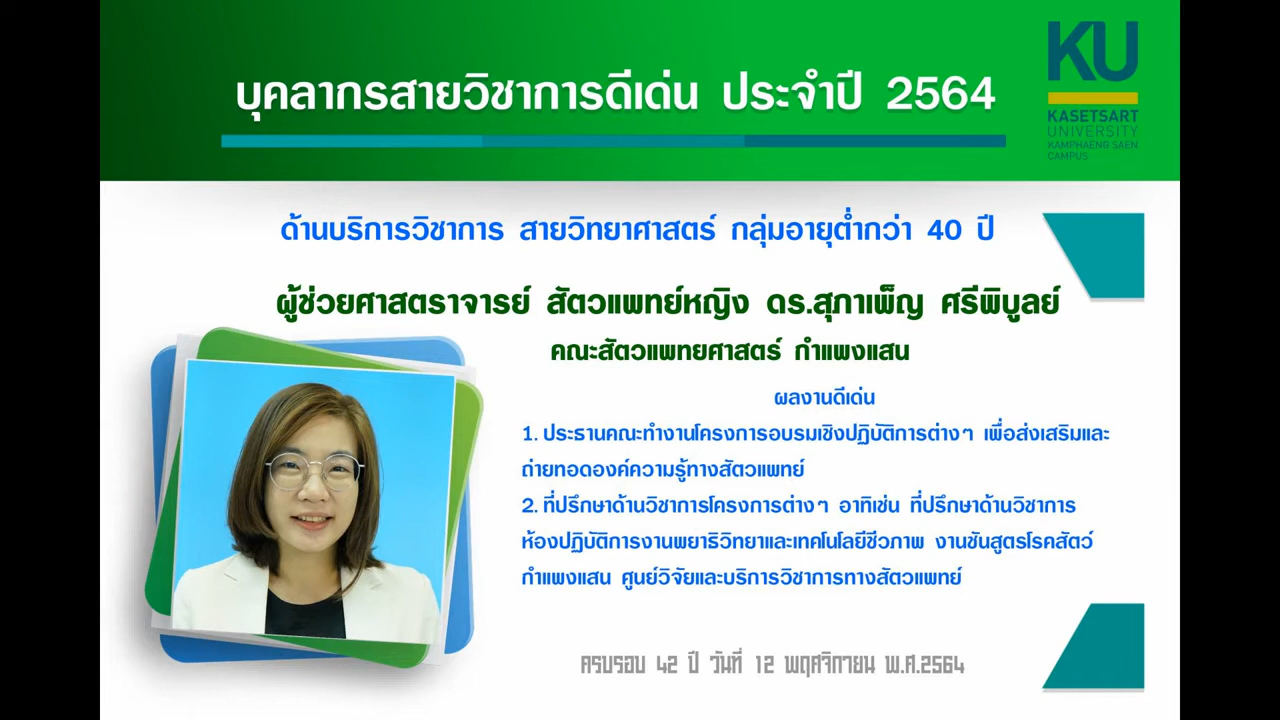 บุคลากรสายวิชาการดีเด่น ประจำปี 2564
KU
KASETSART
UNIVERSITY
KAMPHAENG SAEN
CAMPUS
ด้านบริการวิชาการ สายวิทยาศาสตร์ กลุ่มอายุต่ำกว่า 40 ปี
ผู้ช่วยศาสตราจารย์ สัตวแพทย์หญิง ดร.สุภาเพ็ญ ศรีพิบูลย์
คณะสัตวแพทยศาสตร์ กำแพงแสน
ผลงานดีเด่น
1. ประธานคณะทำงานโครงการอบรมเชิงปฏิบัติการต่างๆ เพื่อส่งเสริมและ
ถ่ายทอดองค์ความรู้ทางสัตวแพทย์
2. ที่ปรึกษาด้านวิชาการโครงการต่างๆ อาทิเช่น ที่ปรึกษาด้านวิชาการ
ห้องปฏิบัติการงานพยาธิวิทยาและเทคโนโลยีชีวภาพ งานชันสูตรโรคสัตว์
กำแพงแสน ศูนย์วิจัยและบริการวิชาการทางสัตวแพทย์
ครบรอบ 42 ปี วันที่ 12 พฤศจิกายน พ.ศ.2564